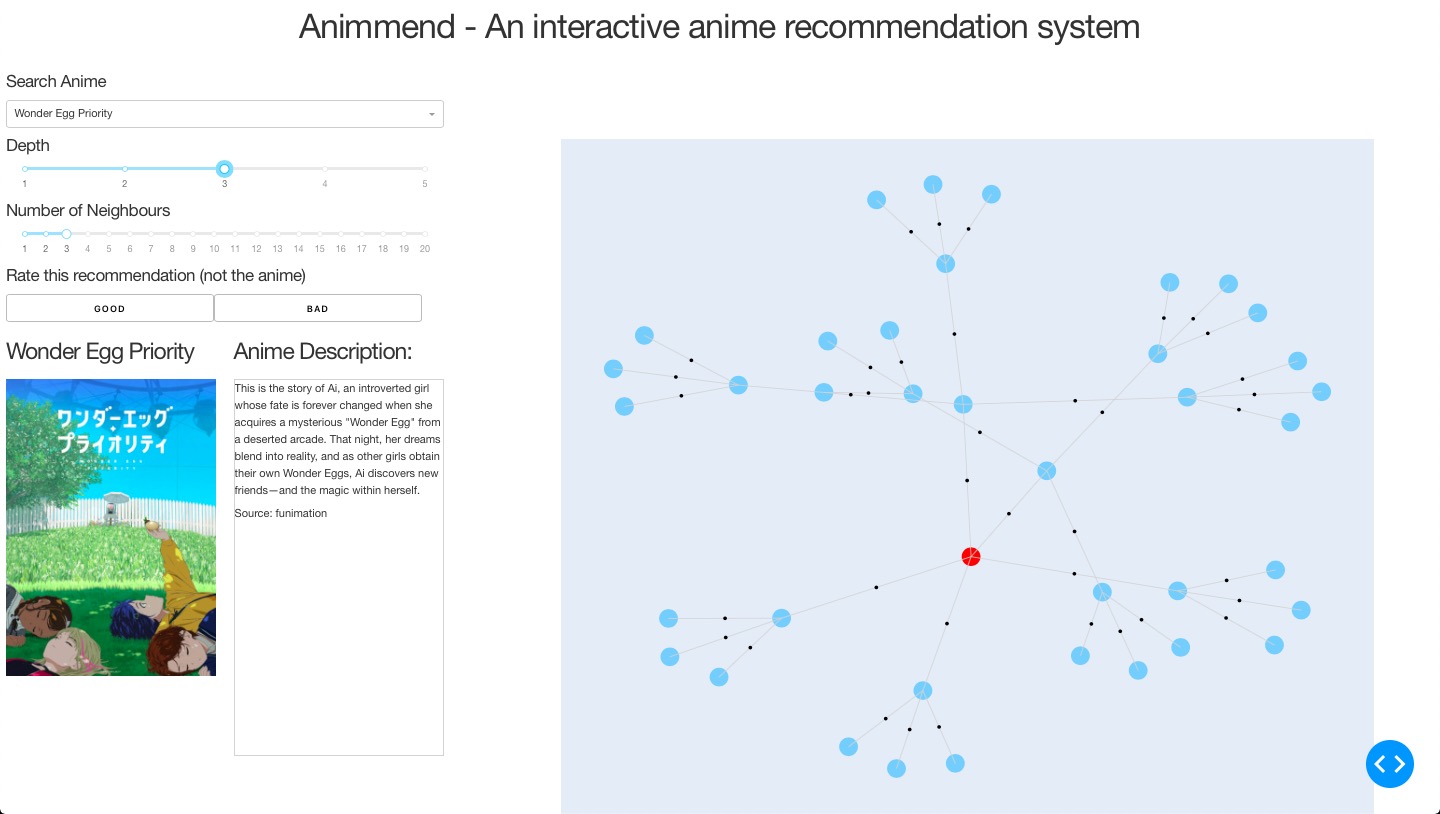 Animmend - An interactive anime recommendation system
Search Anime
Wonder Egg Priority
Depth
1 2 3 4 5
Number of Neighbours
1 2 3 4 5 6 7 8 9 10 11 12 13 14 15 16 17 18 19 20
Rate this recommendation (not the anime)
GOOD BAD
Wonder Egg Priority
ワンダーエッグ
プライオリティ
Anime Description:
This is the story of Ai, an introverted girl
whose fate is forever changed when she
acquires a mysterious "Wonder Egg" from
a deserted arcade. That night, her dreams
blend into reality, and as other girls obtain
their own Wonder Eggs, Ai discovers new
friends—and the magic within herself.
Source: funimation